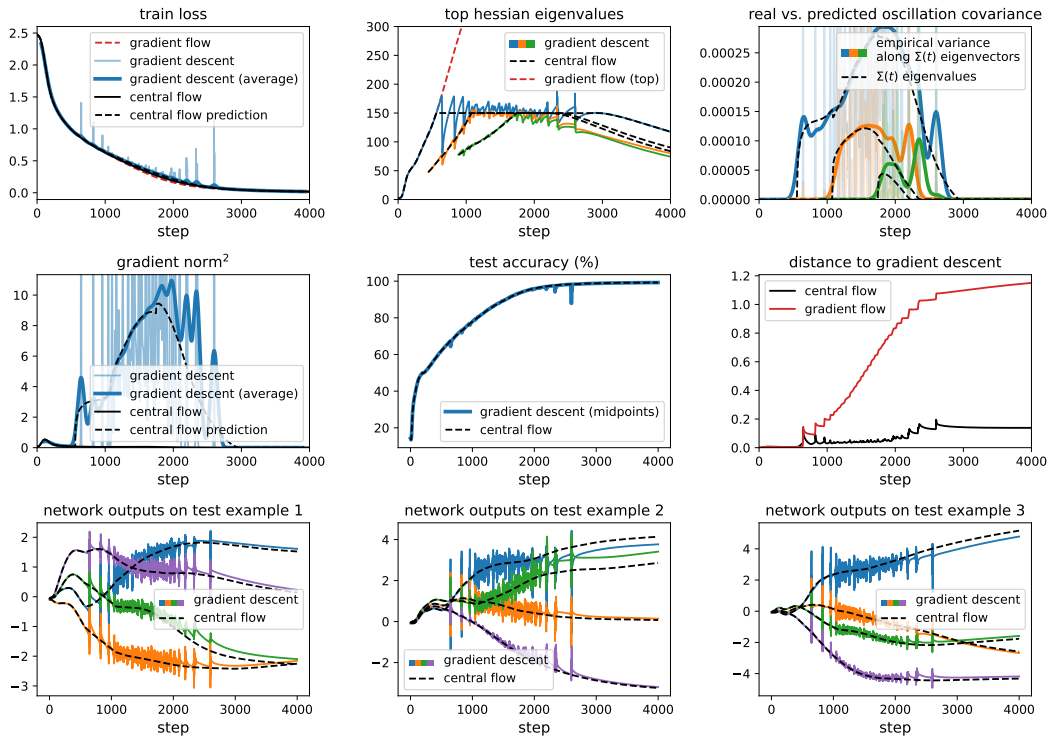 train loss
2.5
2.0
1.5
1.0
0.5
0.0
gradient flow
gradient descent
gradient descent (average)
central flow
central flow prediction
0 1000 2000 3000 4000
step
top hessian eigenvalues
300
250
200
150
100
50
0
gradient descent
central flow
gradient flow (top)
0 1000 2000 3000 4000
step
real vs. predicted oscillation covariance
0.00025
0.00020
0.00015
0.00010
0.00005
0.00000
empirical variance
along Σ(t) eigenvectors
Σ(t) eigenvalues
0 1000 2000 3000 4000
step
gradient norm²
10
8
6
4
2
0
gradient descent
gradient descent (average)
central flow
central flow prediction
0 1000 2000 3000 4000
step
test accuracy (%)
100
80
60
40
20
gradient descent (midpoints)
central flow
0 1000 2000 3000 4000
step
distance to gradient descent
1.2
1.0
0.8
0.6
0.4
0.2
0.0
central flow
gradient flow
0 1000 2000 3000 4000
step
network outputs on test example 1
2
1
0
−1
−2
−3
gradient descent
central flow
0 1000 2000 3000 4000
step
network outputs on test example 2
4
2
0
−2
gradient descent
central flow
0 1000 2000 3000 4000
step
network outputs on test example 3
4
2
0
−2
−4
gradient descent
central flow
0 1000 2000 3000 4000
step